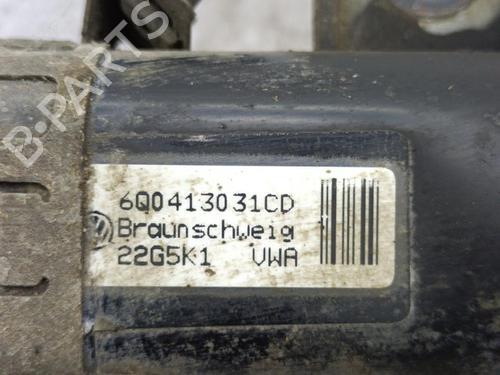 B-PARTS
6Q0413031CD
Braunschweig
22G5K1 VWA